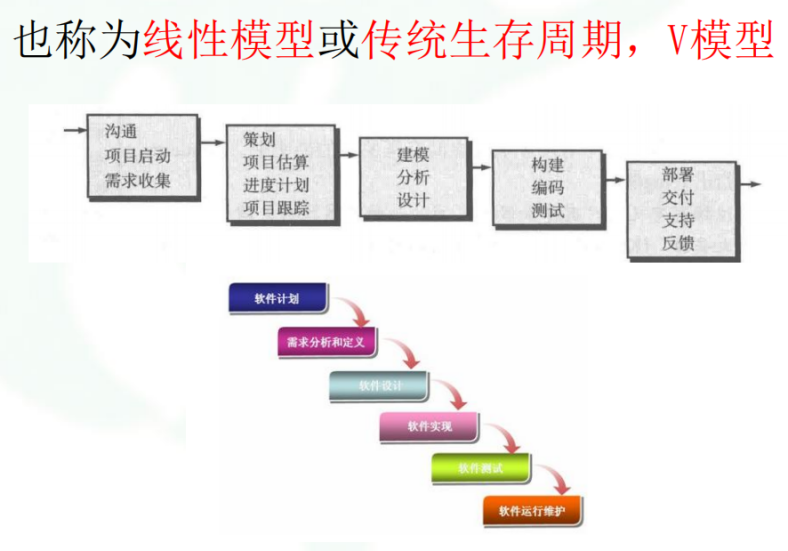 也称为线性模型或传统生存周期，V模型
沟通
项目启动
需求收集
策划
项目估算
进度计划
项目跟踪
建模
分析
设计
构建
编码
测试
部署
交付
支持
反馈
软件计划
需求分析和定义
软件设计
软件实现
软件测试
软件运行维护